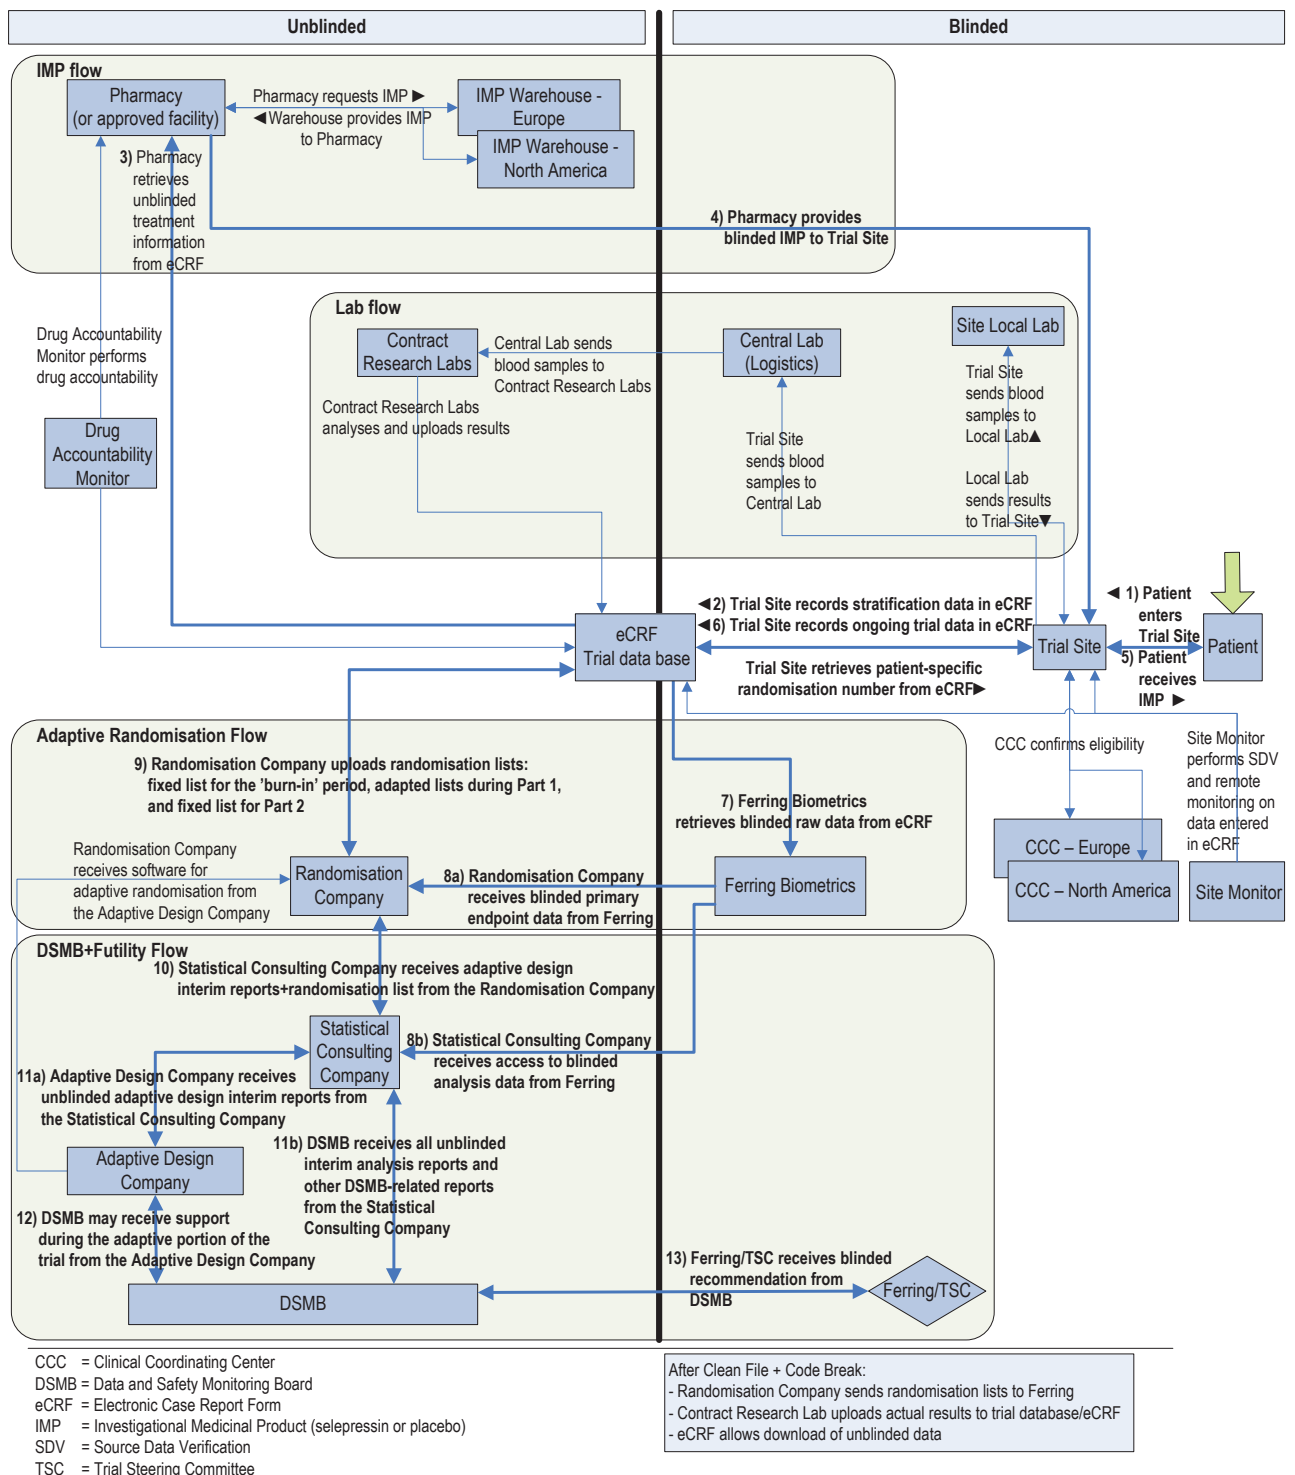 Unblinded
Blinded
IMP flow
Pharmacy
(or approved facility)
Pharmacy requests IMP ►
◄ Warehouse provides IMP
to Pharmacy
IMP Warehouse -
Europe
IMP Warehouse -
North America
3) Pharmacy
retrieves
unblinded
treatment
information
from eCRF
4) Pharmacy provides
blinded IMP to Trial Site
Lab flow
Drug Accountability
Monitor performs
drug accountability
Contract
Research Labs
Central Lab sends
blood samples to
Contract Research Labs
Central Lab
(Logistics)
Site Local Lab
Contract Research Labs
analyses and uploads results
Trial Site
sends blood
samples to
Local Lab▲
Drug
Accountability
Monitor
Trial Site
sends blood
samples to
Central Lab
Local Lab
sends results
to Trial Site▼
eCRF
Trial data base
◄ 2) Trial Site records stratification data in eCRF
◄ 6) Trial Site records ongoing trial data in eCRF
Trial Site retrieves patient-specific
randomisation number from eCRF►
Trial Site
◄ 1) Patient
enters
Trial Site
5) Patient
receives
IMP ►
Patient
Adaptive Randomisation Flow
9) Randomisation Company uploads randomisation lists:
fixed list for the ’burn-in’ period, adapted lists during Part 1,
and fixed list for Part 2
7) Ferring Biometrics
retrieves blinded raw data from eCRF
CCC confirms eligibility
Site Monitor
performs SDV
and remote
monitoring on
data entered
in eCRF
Randomisation Company
receives software for
adaptive randomisation from
the Adaptive Design Company
Randomisation
Company
8a) Randomisation Company
receives blinded primary
endpoint data from Ferring
Ferring Biometrics
CCC – Europe
CCC – North America
Site Monitor
DSMB+Futility Flow
10) Statistical Consulting Company receives adaptive design
interim reports+randomisation list from the Randomisation Company
Statistical
Consulting
Company
8b) Statistical Consulting Company
receives access to blinded
analysis data from Ferring
11a) Adaptive Design Company receives
unblinded adaptive design interim reports from
the Statistical Consulting Company
11b) DSMB receives all unblinded
interim analysis reports and
other DSMB-related reports
from the Statistical
Consulting Company
Adaptive Design
Company
12) DSMB may receive support
during the adaptive portion of the
trial from the Adaptive Design Company
DSMB
13) Ferring/TSC receives blinded
recommendation from
DSMB
Ferring/TSC
CCC = Clinical Coordinating Center
DSMB = Data and Safety Monitoring Board
eCRF = Electronic Case Report Form
IMP = Investigational Medicinal Product (selepressin or placebo)
SDV = Source Data Verification
TSC = Trial Steering Committee
After Clean File + Code Break:
- Randomisation Company sends randomisation lists to Ferring
- Contract Research Lab uploads actual results to trial database/eCRF
- eCRF allows download of unblinded data